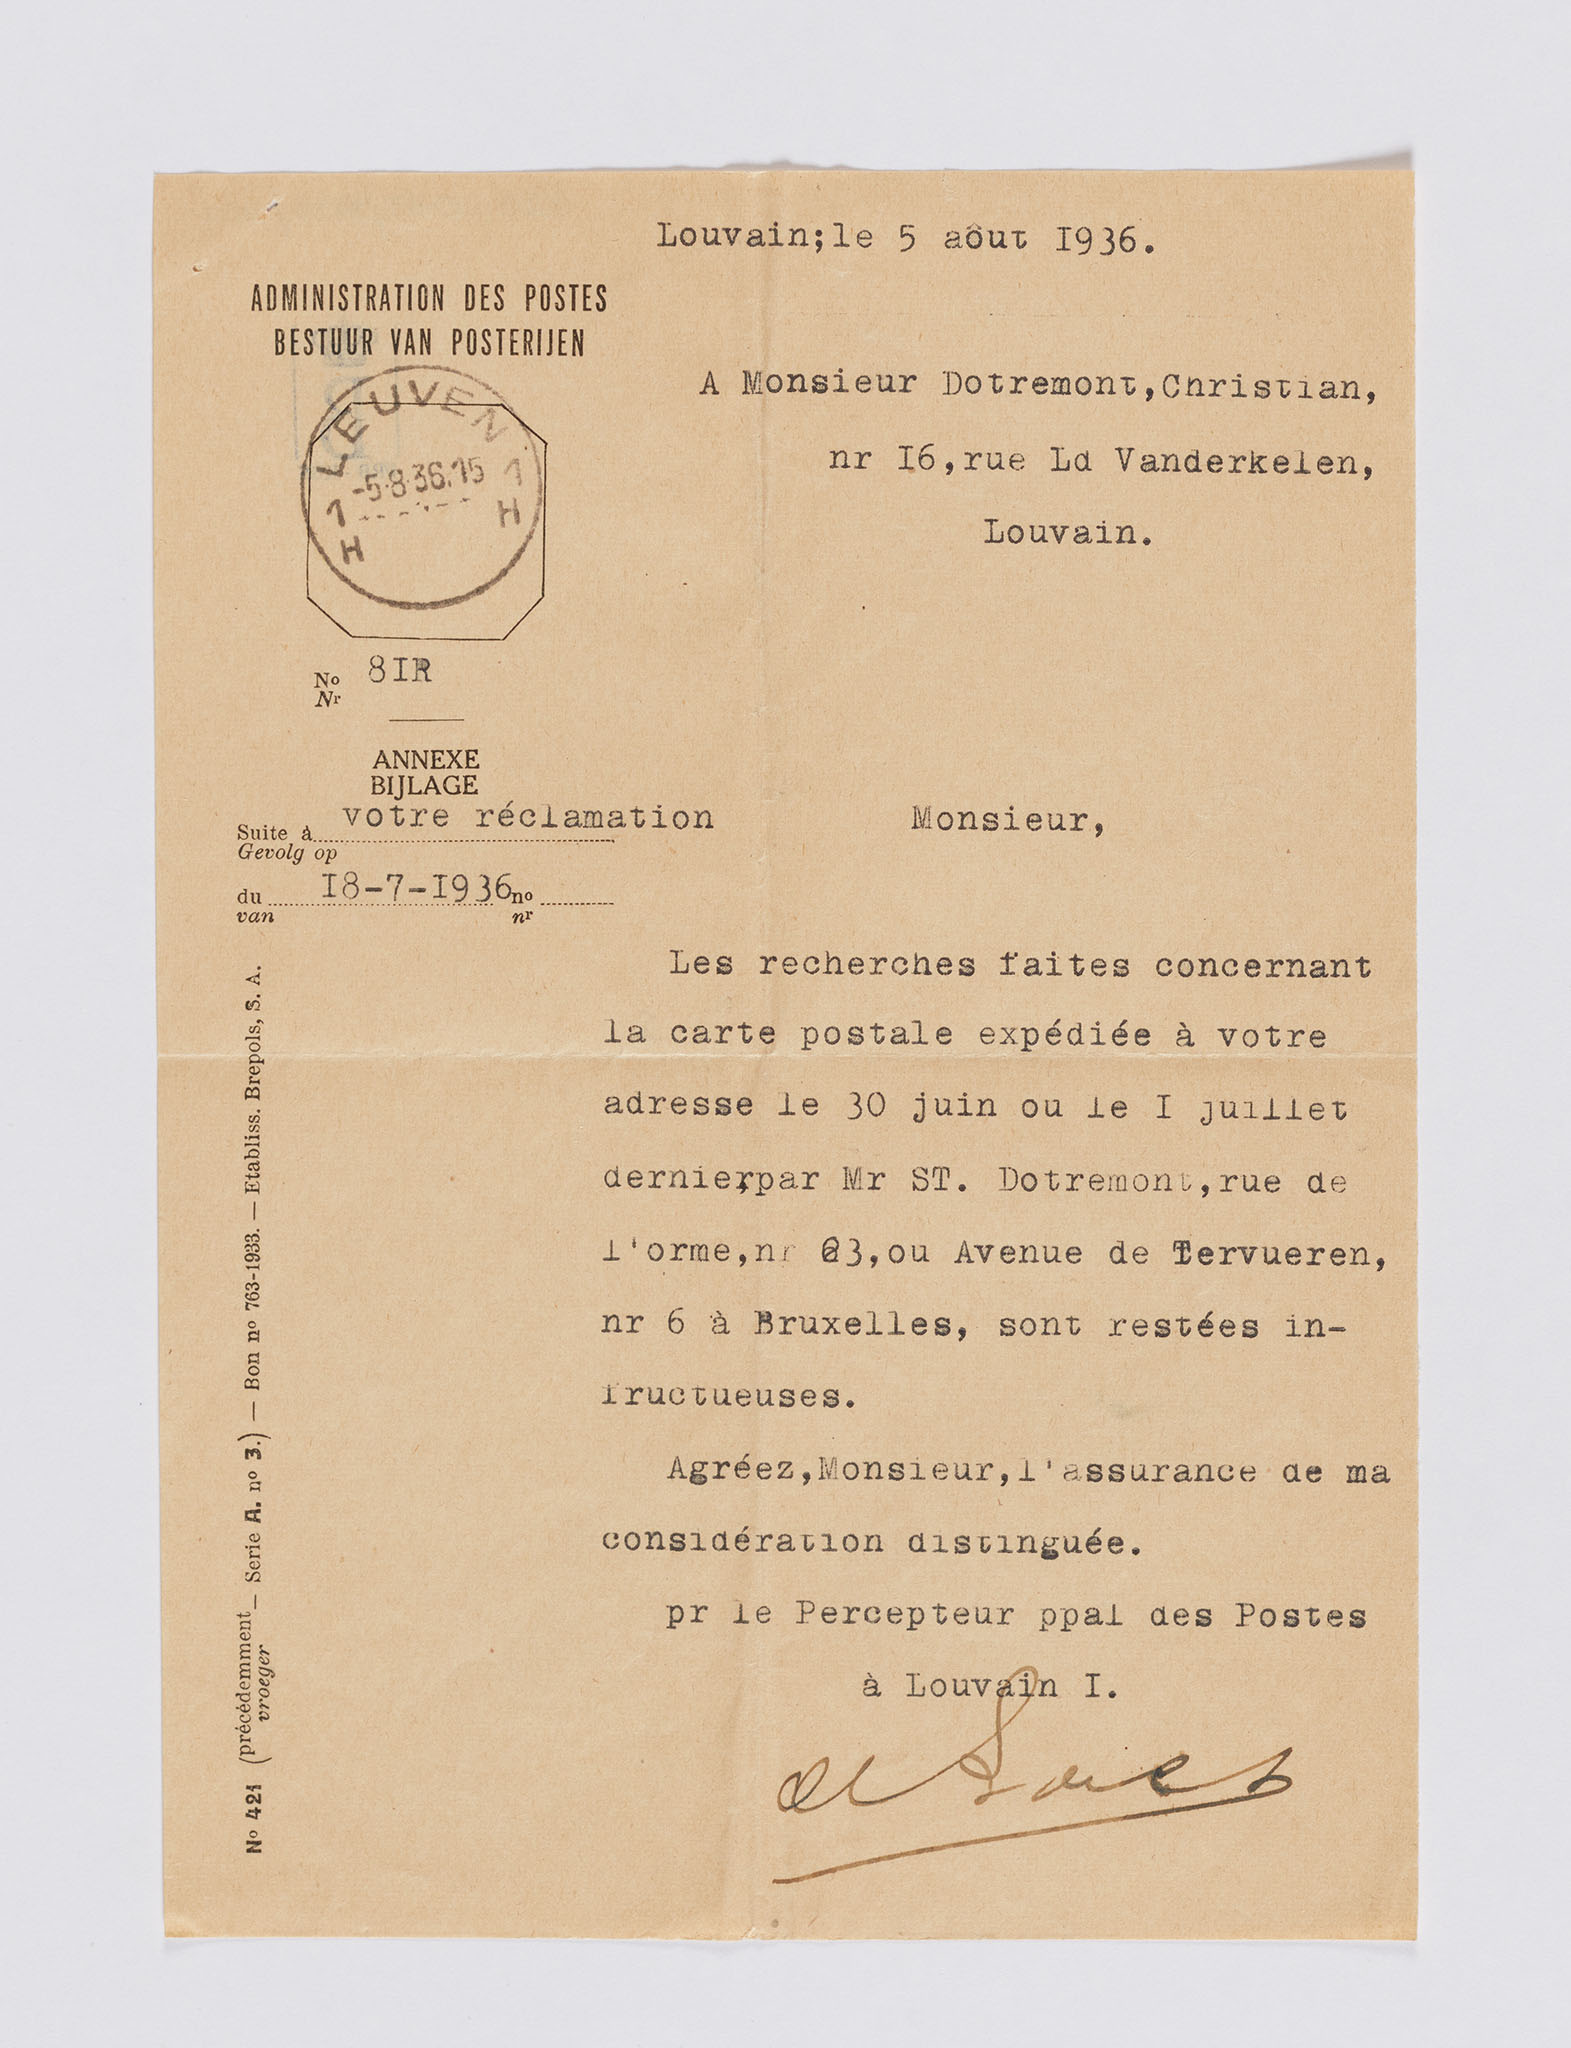 Louvain;le 5 aôut I936.
ADMINISTRATION DES POSTES
BESTUUR VAN POSTERIJEN
A Monsieur Dotremont,Christian,
nr I6,rue Ld Vanderkelen,
Louvain.
LEUVEN
1 -5.8.36.15 1
H H
No 8IR
Nr
ANNEXE
BIJLAGE
Suite à votre réclamation
Gevolg op
du I8-7-I936 no
van nr
Monsieur,
Les recherches faites concernant
la carte postale expédiée à votre
adresse le 30 juin ou le I juillet
dernier,par Mr ST. Dotremont,rue de
l'orme,nr 3,ou Avenue de Tervueren,
nr 6 à Bruxelles, sont restées in-
fructueuses.
Agréez,Monsieur,l'assurance de ma
considération distinguée.
pr le Percepteur ppal des Postes
à Louvain I.
No 421 (précédemment vroeger — Serie A. no 3.) — Bon no 763-1933. — Etabliss. Brepols, S. A.